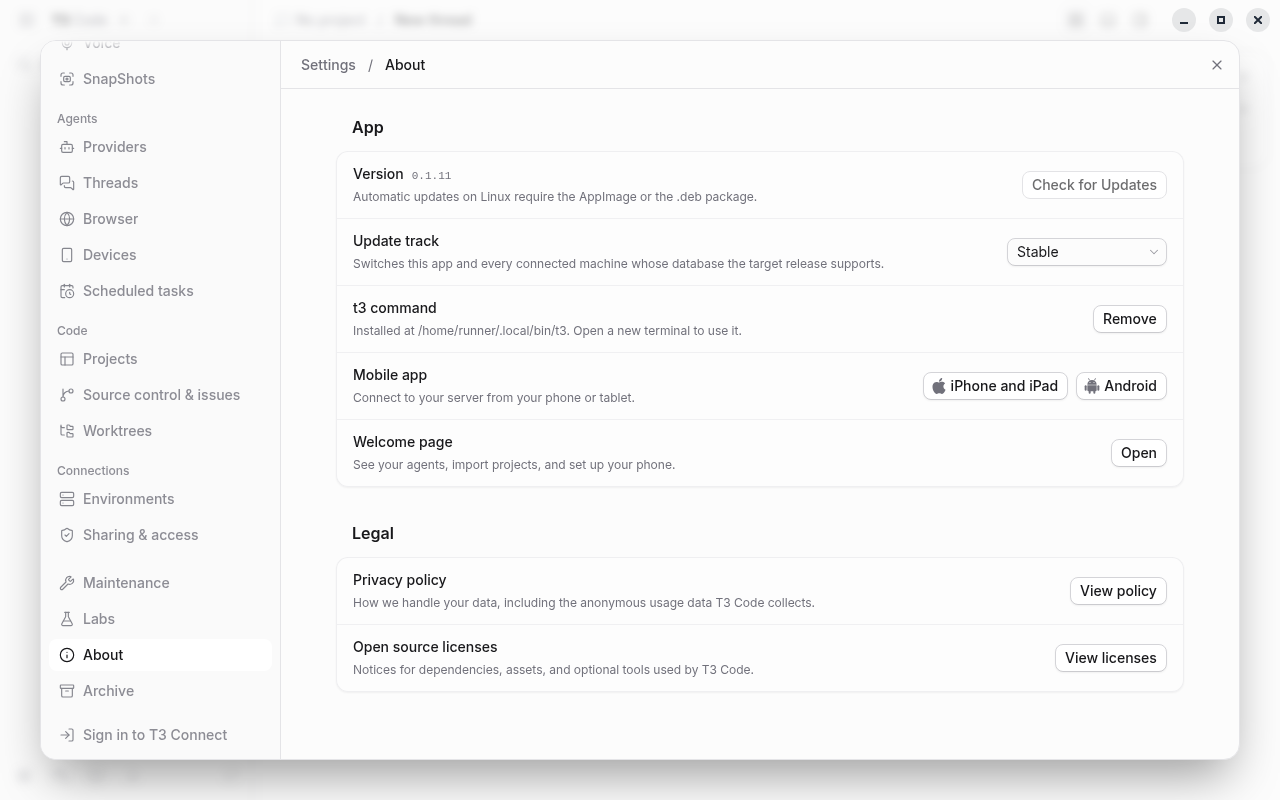 T3 Code
My project
New thread
Voice
SnapShots
Agents
Providers
Threads
Browser
Devices
Scheduled tasks
Code
Projects
Source control & issues
Worktrees
Connections
Environments
Sharing & access
Maintenance
Labs
About
Archive
Sign in to T3 Connect
Settings / About
App
Version 0.1.11
Automatic updates on Linux require the AppImage or the .deb package.
Check for Updates
Update track
Switches this app and every connected machine whose database the target release supports.
Stable
t3 command
Installed at /home/runner/.local/bin/t3. Open a new terminal to use it.
Remove
Mobile app
Connect to your server from your phone or tablet.
iPhone and iPad
Android
Welcome page
See your agents, import projects, and set up your phone.
Open
Legal
Privacy policy
How we handle your data, including the anonymous usage data T3 Code collects.
View policy
Open source licenses
Notices for dependencies, assets, and optional tools used by T3 Code.
View licenses